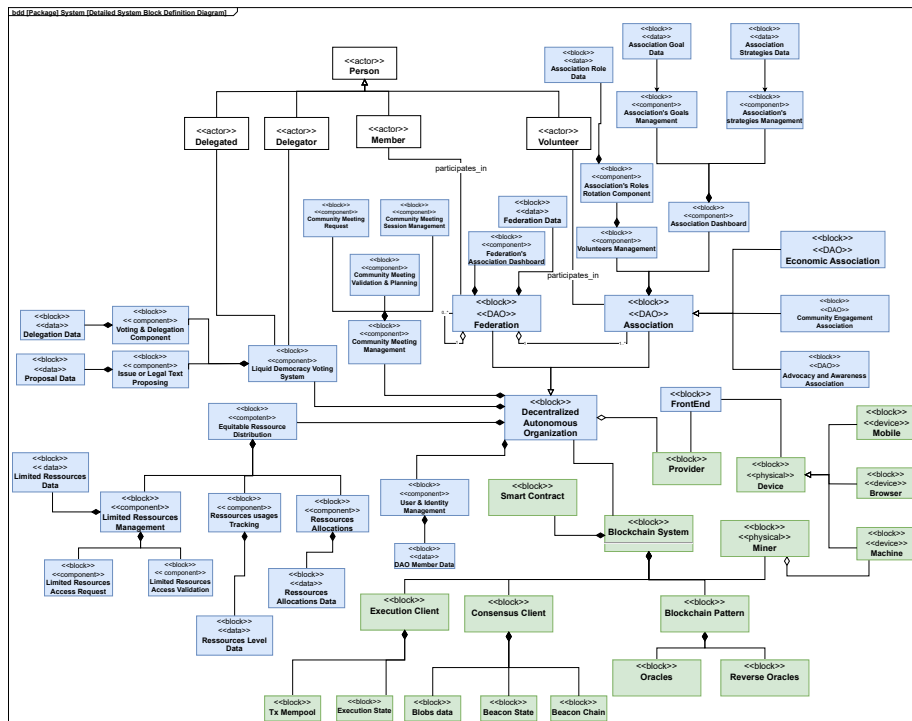 bdd [Package] System [Detailed System Block Definition Diagram]
<<actor>>
Person
<<block>>
<<data>>
Association Role
Data
<<block>>
<<data>>
Association Goal
Data
<<block>>
<<data>>
Association
Strategies Data
<<block>>
<<component>>
Association's Goals
Management
<<block>>
<<component>>
Association's
strategies Management
<<actor>>
Delegated
<<actor>>
Delegator
<<actor>>
Member
<<actor>>
Volunteer
participates_in
<<block>>
<<component>>
Association's Roles
Rotation Component
<<block>>
<<component>>
Community Meeting
Request
<<block>>
<<component>>
Community Meeting
Session Management
<<block>>
<<data>>
Federation Data
<<block>>
<<component>>
Federation's
Association Dashboard
<<block>>
<<component>>
Volunteers Management
<<block>>
<<component>>
Association Dashboard
<<block>>
<<DAO>>
Economic Association
<<block>>
<<component>>
Community Meeting
Validation & Planning
participates_in
<<block>>
<<DAO>>
Federation
0..*
<<block>>
<<DAO>>
Association
1..*
<<block>>
<<DAO>>
Community Engagement
Association
<<block>>
<<data>>
Delegation Data
<<block>>
<< component>>
Voting & Delegation
Component
<<block>>
<<component>>
Community Meeting
Management
<<block>>
<<data>>
Proposal Data
<<block>>
<< component>>
Issue or Legal Text
Proposing
<<block>>
<<component>>
Liquid Democracy Voting
System
<<block>>
<<DAO>>
Advocacy and Awareness
Association
<<block>>
<<compotent>>
Equitable Ressource
Distribution
<<block>>
Decentralized
Autonomous
Organization
<<block>>
FrontEnd
<<block>>
<<device>>
Mobile
<<block>>
<< data>>
Limited Ressources
Data
<<block>>
Provider
<<block>>
<<physical>>
Device
<<block>>
<<device>>
Browser
<<block>>
<<component>>
Limited Ressources
Management
<<block>>
<<component>>
Ressources usages
Tracking
<<block>>
<<component>>
Ressources
Allocations
<<block>>
<<component>>
User & Identity
Management
<<block>>
Smart Contract
<<block>>
Blockchain System
<<block>>
<<physical>>
Miner
<<block>>
<<device>>
Machine
<<block>>
<<data>>
DAO Member Data
<<block>>
<<component>>
Limited Resources
Access Request
<<block>>
<<component>>
Limited Resources
Access Validation
<<block>>
<<data>>
Ressources
Allocations Data
<<block>>
<<data>>
Ressources Level
Data
<<block>>
Execution Client
<<block>>
Consensus Client
<<block>>
Blockchain Pattern
<<block>>
Oracles
<<block>>
Reverse Oracles
<<block>>
Tx Mempool
<<block>>
Execution State
<<block>>
Blobs data
<<block>>
Beacon State
<<block>>
Beacon Chain